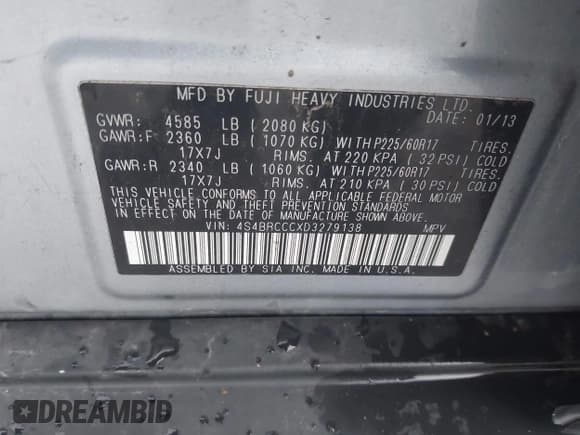 MFD BY FUJI HEAVY INDUSTRIES LTD.
GVWR: 4585 LB ( 2080 KG) DATE: 01/13
GAWR:F 2360 LB ( 1070 KG) WITH P225/60R17 TIRES.
17X7J RIMS. AT 220 KPA ( 32 PSI) COLD
GAWR:R 2340 LB ( 1060 KG) WITH P225/60R17 TIRES.
17X7J RIMS. AT 210 KPA ( 30 PSI) COLD
THIS VEHICLE CONFORMS TO ALL APPLICABLE FEDERAL MOTOR
VEHICLE SAFETY AND THEFT PREVENTION STANDARDS IN
EFFECT ON THE DATE OF MANUFACTURE SHOWN ABOVE.
VIN: 4S4BRCCCXD3279138 MPV
ASSEMBLED BY SIA INC. MADE IN U.S.A.
DREAMBID